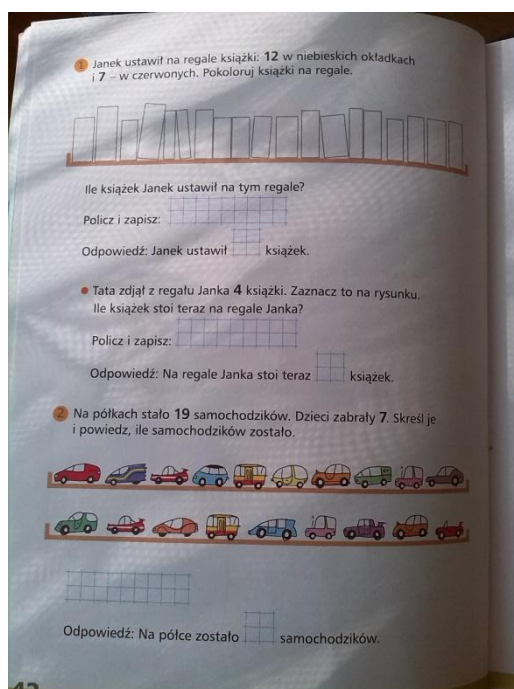 1 Janek ustawił na regale książki: 12 w niebieskich okładkach
i 7 – w czerwonych. Pokoloruj książki na regale.
Ile książek Janek ustawił na tym regale?
Policz i zapisz:
Odpowiedź: Janek ustawił książek.
• Tata zdjął z regału Janka 4 książki. Zaznacz to na rysunku.
Ile książek stoi teraz na regale Janka?
Policz i zapisz:
Odpowiedź: Na regale Janka stoi teraz książek.
2 Na półkach stało 19 samochodzików. Dzieci zabrały 7. Skreśl je
i powiedz, ile samochodzików zostało.
Odpowiedź: Na półce zostało samochodzików.